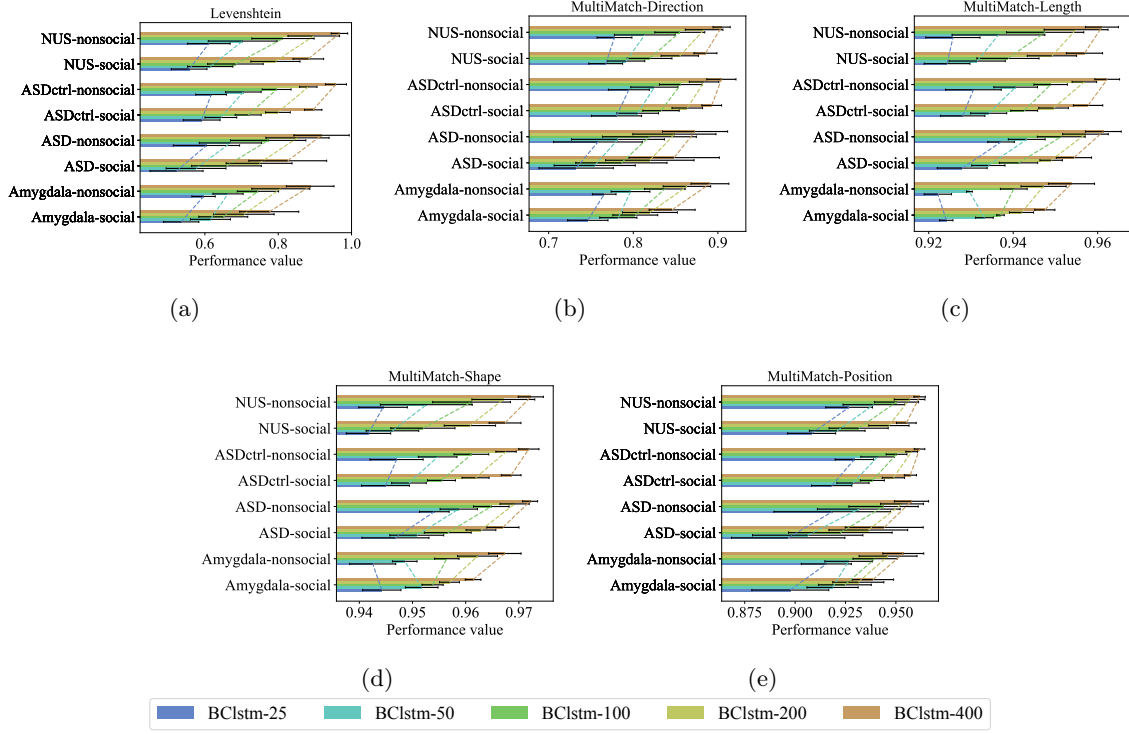 Levenshtein
NUS-nonsocial
NUS-social
ASDctrl-nonsocial
ASDctrl-social
ASD-nonsocial
ASD-social
Amygdala-nonsocial
Amygdala-social
0.6 0.8 1.0
Performance value
(a)
MultiMatch-Direction
NUS-nonsocial
NUS-social
ASDctrl-nonsocial
ASDctrl-social
ASD-nonsocial
ASD-social
Amygdala-nonsocial
Amygdala-social
0.7 0.8 0.9
Performance value
(b)
MultiMatch-Length
NUS-nonsocial
NUS-social
ASDctrl-nonsocial
ASDctrl-social
ASD-nonsocial
ASD-social
Amygdala-nonsocial
Amygdala-social
0.92 0.94 0.96
Performance value
(c)
MultiMatch-Shape
NUS-nonsocial
NUS-social
ASDctrl-nonsocial
ASDctrl-social
ASD-nonsocial
ASD-social
Amygdala-nonsocial
Amygdala-social
0.94 0.95 0.96 0.97
Performance value
(d)
MultiMatch-Position
NUS-nonsocial
NUS-social
ASDctrl-nonsocial
ASDctrl-social
ASD-nonsocial
ASD-social
Amygdala-nonsocial
Amygdala-social
0.875 0.900 0.925 0.950
Performance value
(e)
BClstm-25 BClstm-50 BClstm-100 BClstm-200 BClstm-400